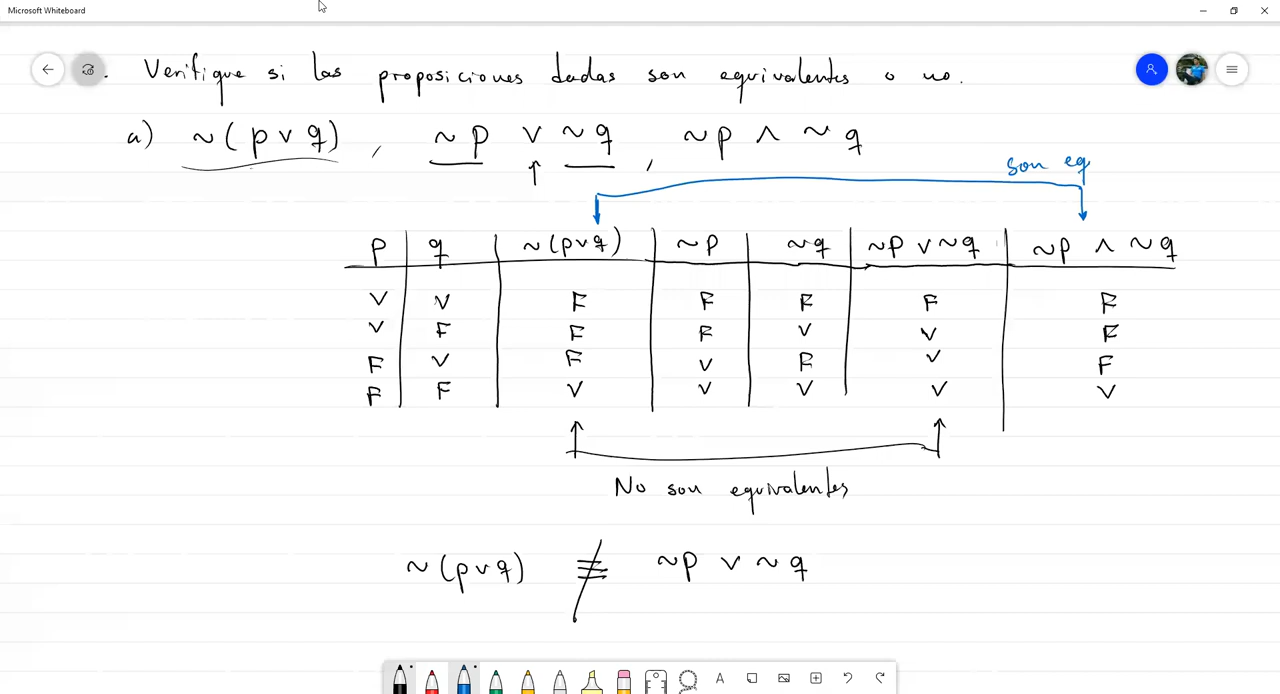 Microsoft Whiteboard
. Verifique si las proposiciones dadas son equivalentes o no.
a) ~(p ∨ q) , ~p ∨ ~q , ~p ∧ ~q
son eq
p q ~(p∨q) ~p ~q ~p ∨ ~q ~p ∧ ~q
V V F F F F F
V F F F V V F
F V F V F V F
F F V V V V V
No son equivalentes
~(p∨q) ≢ ~p ∨ ~q
A